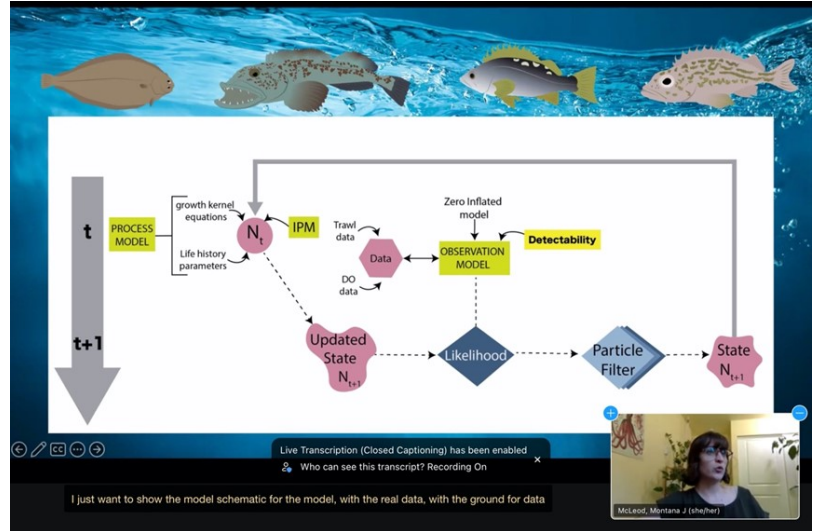 t
PROCESS
MODEL
growth kernel
equations
Life history
parameters
N t
IPM
Trawl
data
Data
DO
data
Zero Inflated
model
OBSERVATION
MODEL
Detectability
t+1
Updated
State
N t+1
Likelihood
Particle
Filter
State
N t+1
CC
Live Transcription (Closed Captioning) has been enabled
Who can see this transcript? Recording On
I just want to show the model schematic for the model, with the real data, with the ground for data
McLeod, Montana J (she/her)